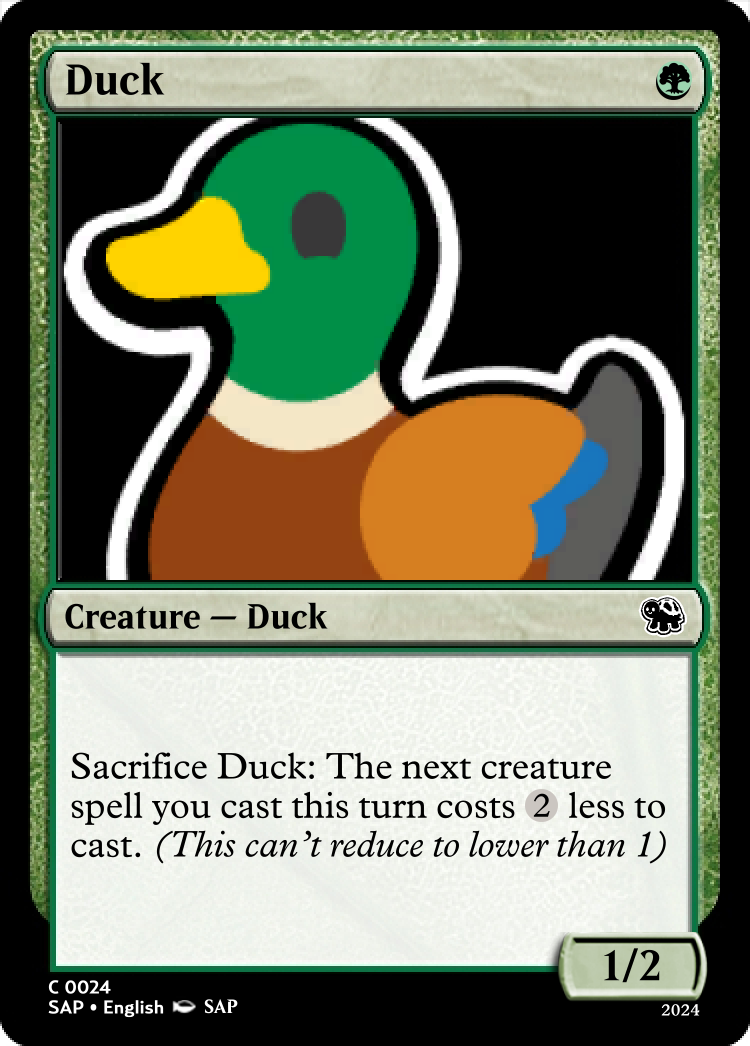 Duck
Creature — Duck
Sacrifice Duck: The next creature
spell you cast this turn costs 2 less to
cast. (This can't reduce to lower than 1)
1/2
C 0024
SAP • English SAP
2024